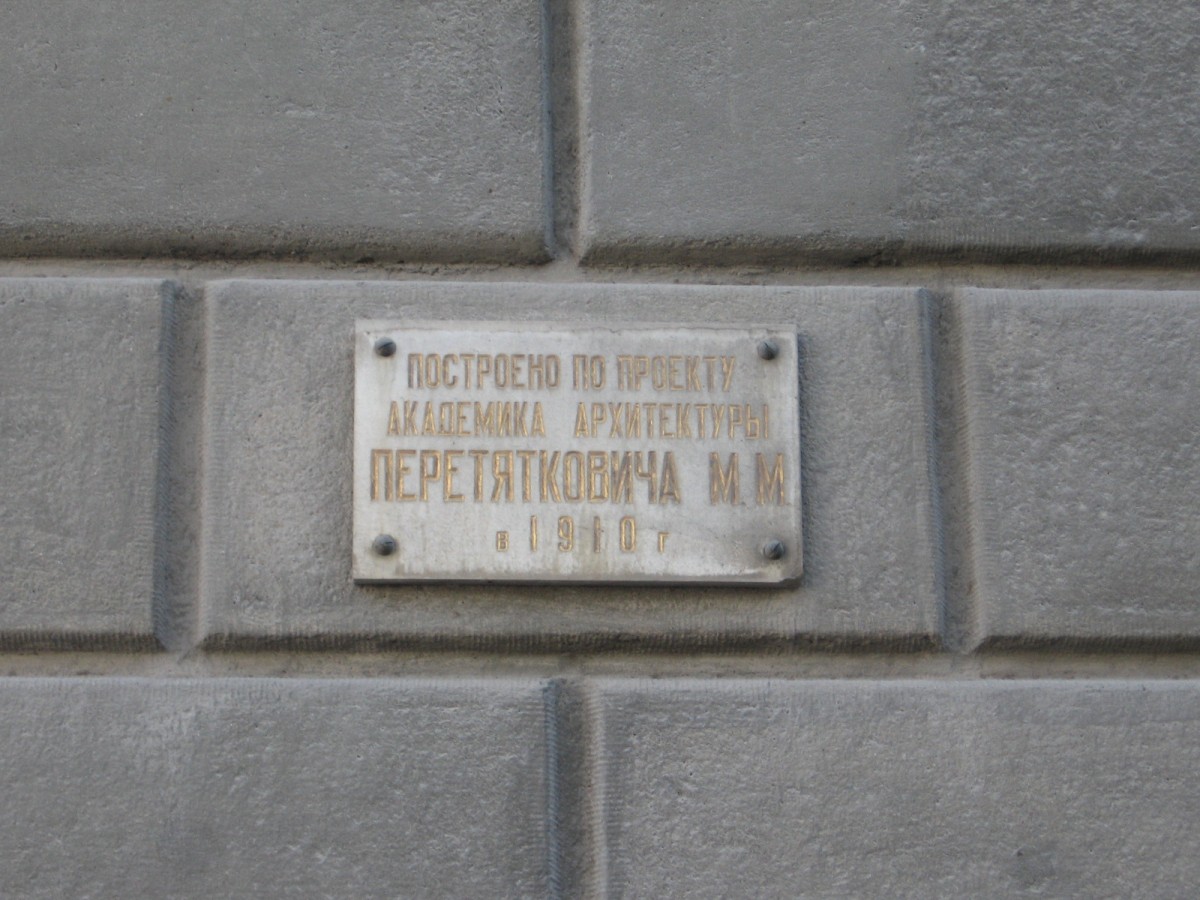 ПОСТРОЕНО ПО ПРОЕКТУ
АКАДЕМИКА АРХИТЕКТУРЫ
ПЕРЕТЯТКОВИЧА М. М.
в 1910 г